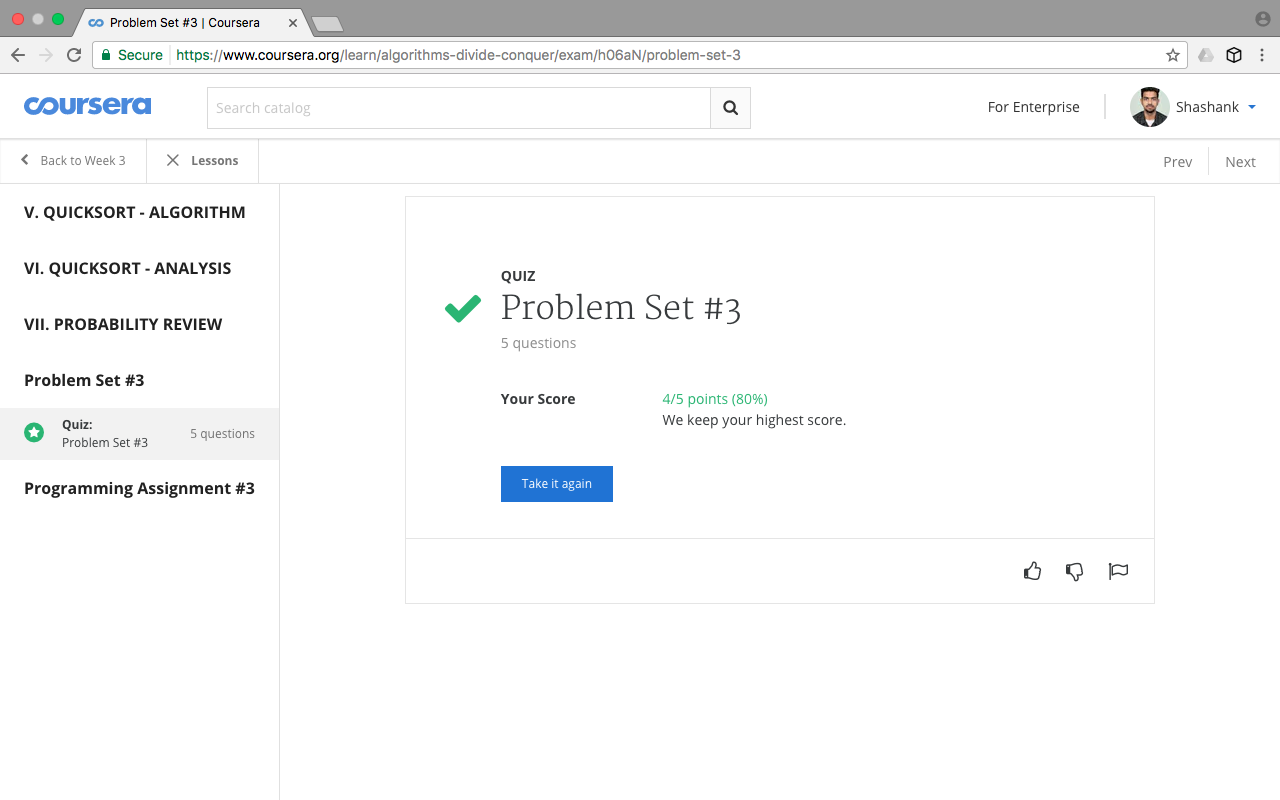 Problem Set #3 | Coursera
Secure https://www.coursera.org/learn/algorithms-divide-conquer/exam/h06aN/problem-set-3
coursera
Search catalog
For Enterprise
Shashank
Back to Week 3
Lessons
Prev
Next
V. QUICKSORT - ALGORITHM
VI. QUICKSORT - ANALYSIS
VII. PROBABILITY REVIEW
Problem Set #3
Quiz:
Problem Set #3
5 questions
Programming Assignment #3
QUIZ
Problem Set #3
5 questions
Your Score
4/5 points (80%)
We keep your highest score.
Take it again